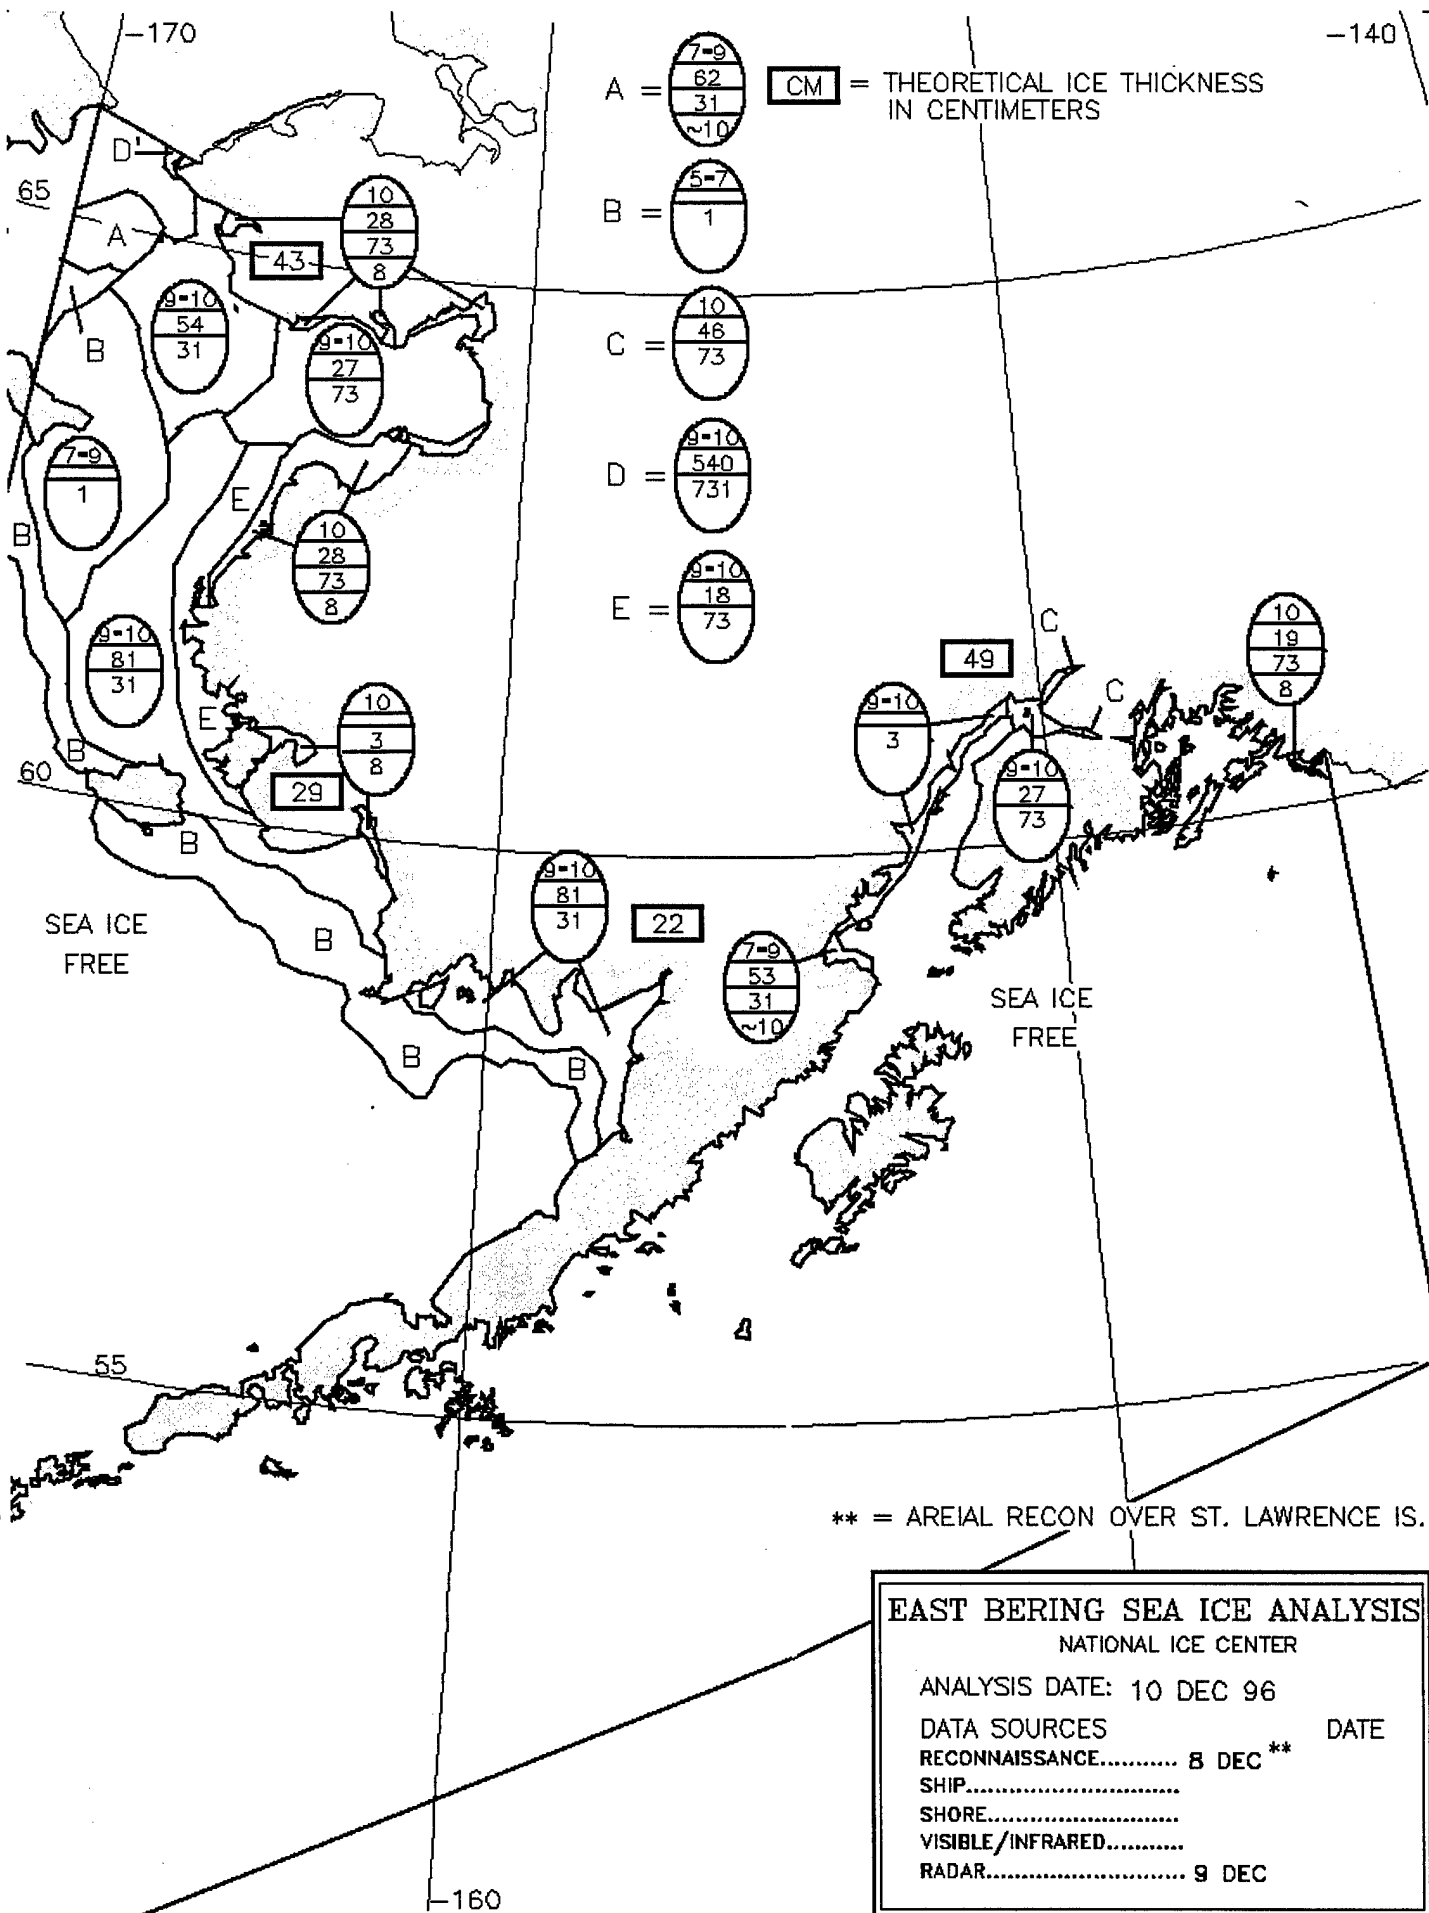 -170
-140
A =
7-9
62
31
~10
CM = THEORETICAL ICE THICKNESS
IN CENTIMETERS
D'
65
B =
5-7
1
10
28
73
8
A
43
9-10
54
31
C =
10
46
73
B
9-10
27
73
D =
9-10
540
731
7-9
1
E
B
10
28
73
8
E =
9-10
18
73
C
10
19
73
8
9-10
81
31
49
C
E
10
3
8
9-10
3
B
60
29
9-10
27
73
B
9-10
81
31
SEA ICE
FREE
B
22
7-9
53
31
~10
SEA ICE
FREE
B
B
55
** = AREIAL RECON OVER ST. LAWRENCE IS.
EAST BERING SEA ICE ANALYSIS
NATIONAL ICE CENTER
ANALYSIS DATE: 10 DEC 96
DATA SOURCES DATE
RECONNAISSANCE.......... 8 DEC **
SHIP............................
SHORE.........................
VISIBLE/INFRARED..........
RADAR.......................... 9 DEC
-160